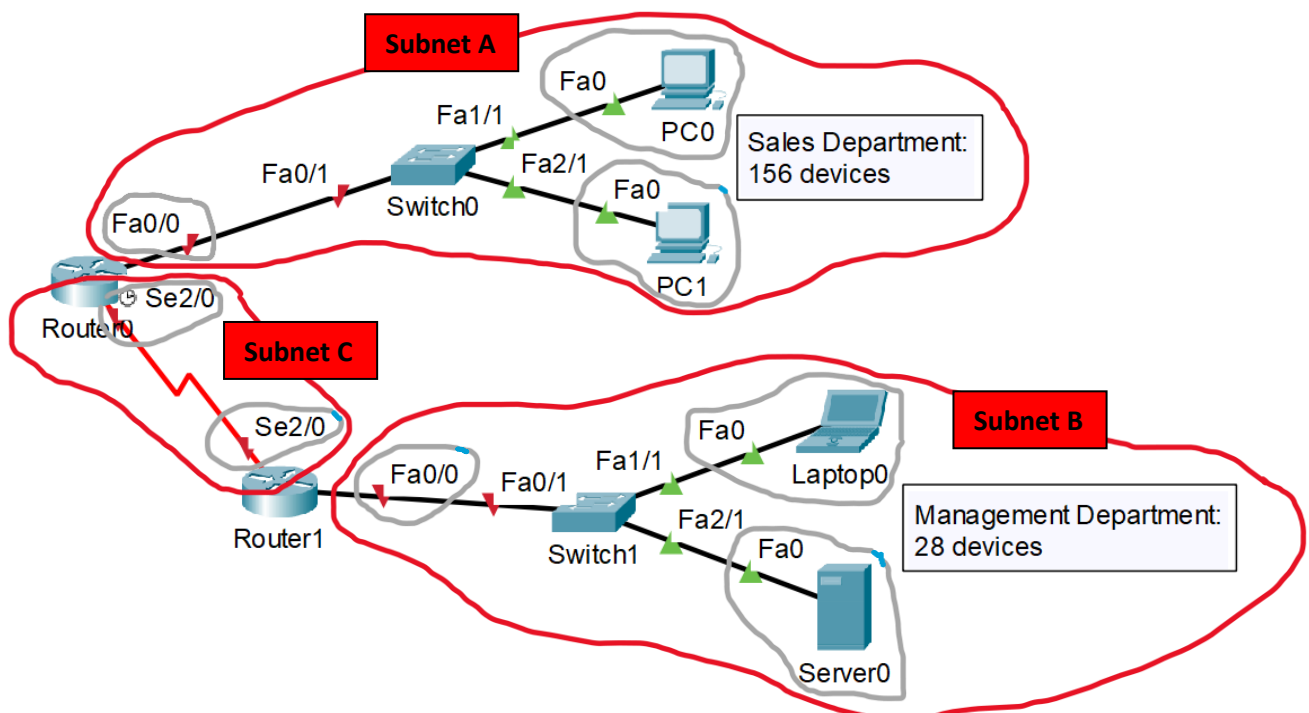 Subnet A
Fa0
Fa1/1
PC0
Sales Department:
156 devices
Fa0/1
Fa2/1
Fa0
Switch0
Fa0/0
PC1
Se2/0
Router0
Subnet C
Se2/0
Subnet B
Fa0
Fa0/0
Fa0/1
Fa1/1
Laptop0
Management Department:
28 devices
Fa2/1
Router1
Switch1
Fa0
Server0